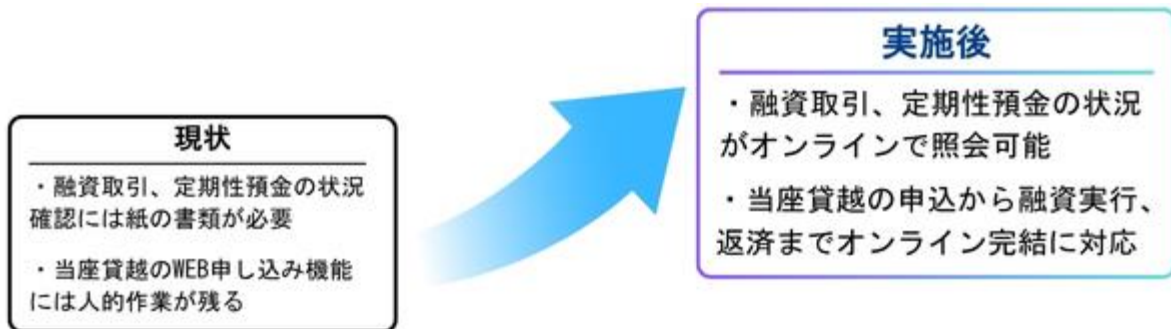 現状
・融資取引、定期性預金の状況
確認には紙の書類が必要
・当座貸越のWEB申し込み機能
には人的作業が残る
実施後
・融資取引、定期性預金の状況
がオンラインで照会可能
・当座貸越の申込から融資実行、
返済までオンライン完結に対応